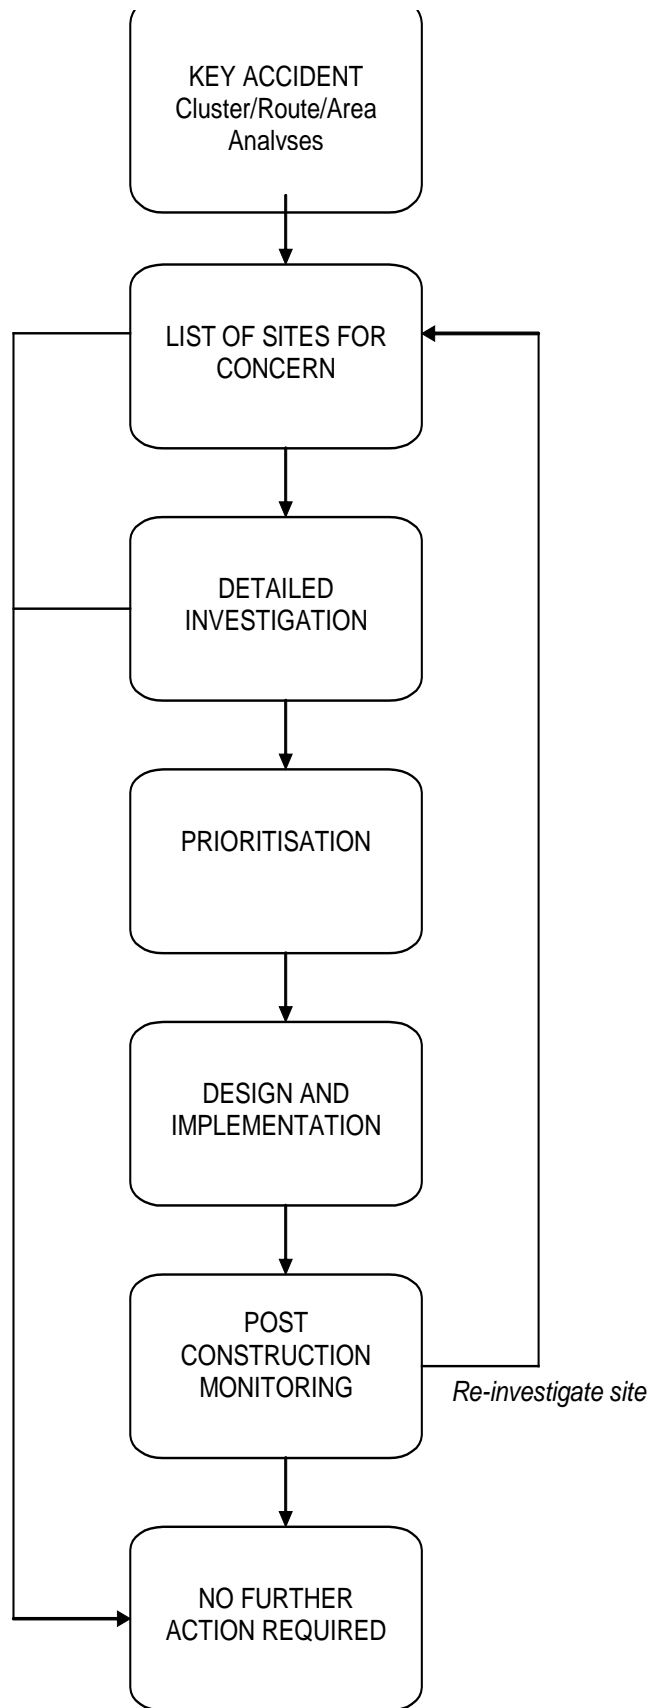 KEY ACCIDENT
Cluster/Route/Area
Analyses
LIST OF SITES FOR
CONCERN
DETAILED
INVESTIGATION
PRIORITISATION
DESIGN AND
IMPLEMENTATION
POST
CONSTRUCTION
MONITORING
Re-investigate site
NO FURTHER
ACTION REQUIRED